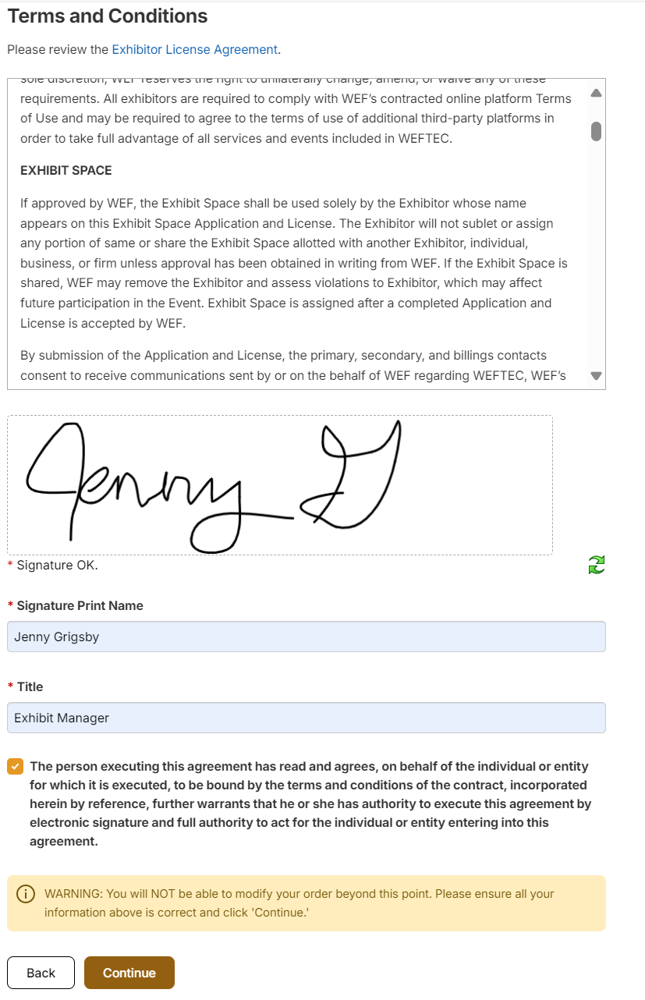 Terms and Conditions
Please review the Exhibitor License Agreement.
sole discretion, WEF reserves the right to unilaterally change, amend, or waive any of these
requirements. All exhibitors are required to comply with WEF’s contracted online platform Terms
of Use and may be required to agree to the terms of use of additional third-party platforms in
order to take full advantage of all services and events included in WEFTEC.
EXHIBIT SPACE
If approved by WEF, the Exhibit Space shall be used solely by the Exhibitor whose name
appears on this Exhibit Space Application and License. The Exhibitor will not sublet or assign
any portion of same or share the Exhibit Space allotted with another Exhibitor, individual,
business, or firm unless approval has been obtained in writing from WEF. If the Exhibit Space is
shared, WEF may remove the Exhibitor and assess violations to Exhibitor, which may affect
future participation in the Event. Exhibit Space is assigned after a completed Application and
License is accepted by WEF.
By submission of the Application and License, the primary, secondary, and billings contacts
consent to receive communications sent by or on the behalf of WEF regarding WEFTEC, WEF’s
Jenny G
* Signature OK.
* Signature Print Name
Jenny Grigsby
* Title
Exhibit Manager
The person executing this agreement has read and agrees, on behalf of the individual or entity
for which it is executed, to be bound by the terms and conditions of the contract, incorporated
herein by reference, further warrants that he or she has authority to execute this agreement by
electronic signature and full authority to act for the individual or entity entering into this
agreement.
WARNING: You will NOT be able to modify your order beyond this point. Please ensure all your
information above is correct and click 'Continue.'
Back
Continue